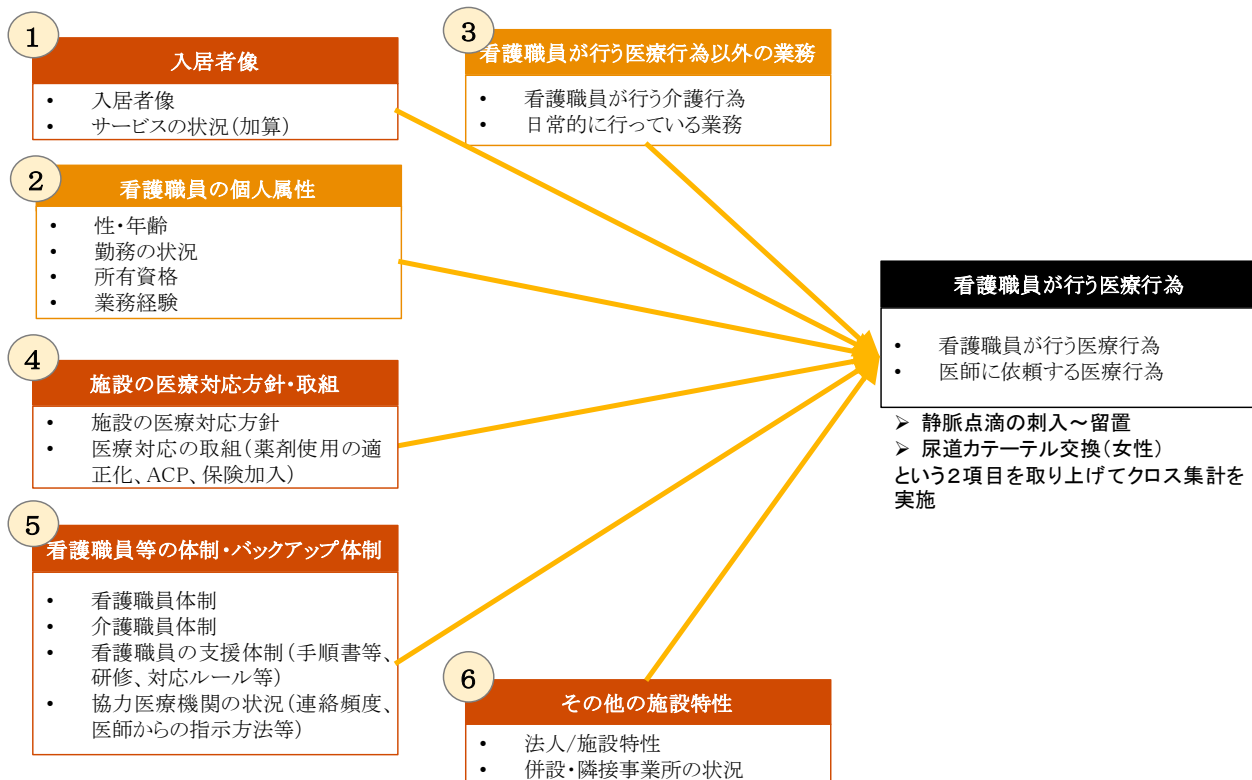 1
入居者像
• 入居者像
• サービスの状況(加算)
2
看護職員の個人属性
• 性・年齢
• 勤務の状況
• 所有資格
• 業務経験
3
看護職員が行う医療行為以外の業務
• 看護職員が行う介護行為
• 日常的に行っている業務
4
施設の医療対応方針・取組
• 施設の医療対応方針
• 医療対応の取組(薬剤使用の適
正化、ACP、保険加入)
5
看護職員等の体制・バックアップ体制
• 看護職員体制
• 介護職員体制
• 看護職員の支援体制(手順書等、
研修、対応ルール等)
• 協力医療機関の状況(連絡頻度、
医師からの指示方法等)
6
その他の施設特性
• 法人/施設特性
• 併設・隣接事業所の状況
看護職員が行う医療行為
• 看護職員が行う医療行為
• 医師に依頼する医療行為
➢ 静脈点滴の刺入~留置
➢ 尿道カテーテル交換(女性)
という2項目を取り上げてクロス集計を
実施